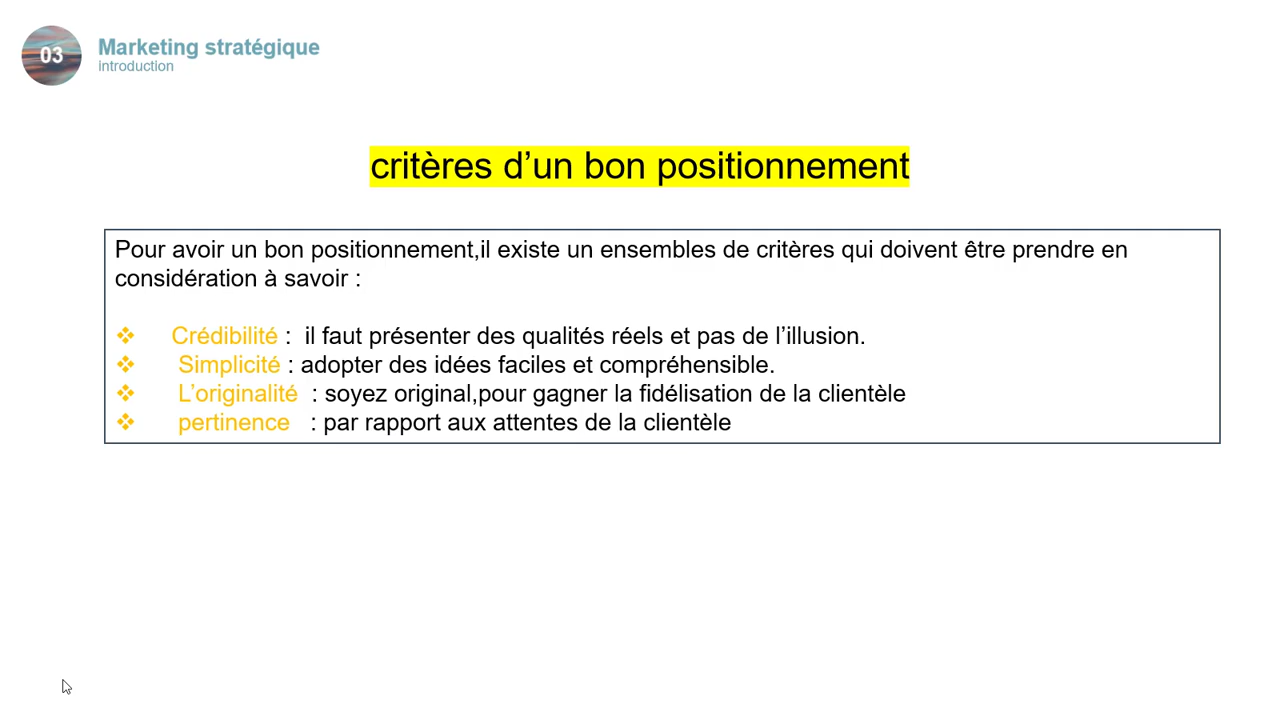 03
Marketing stratégique
introduction
critères d’un bon positionnement
Pour avoir un bon positionnement,il existe un ensembles de critères qui doivent être prendre en
considération à savoir :
❖ Crédibilité : il faut présenter des qualités réels et pas de l’illusion.
❖ Simplicité : adopter des idées faciles et compréhensible.
❖ L’originalité : soyez original,pour gagner la fidélisation de la clientèle
❖ pertinence : par rapport aux attentes de la clientèle